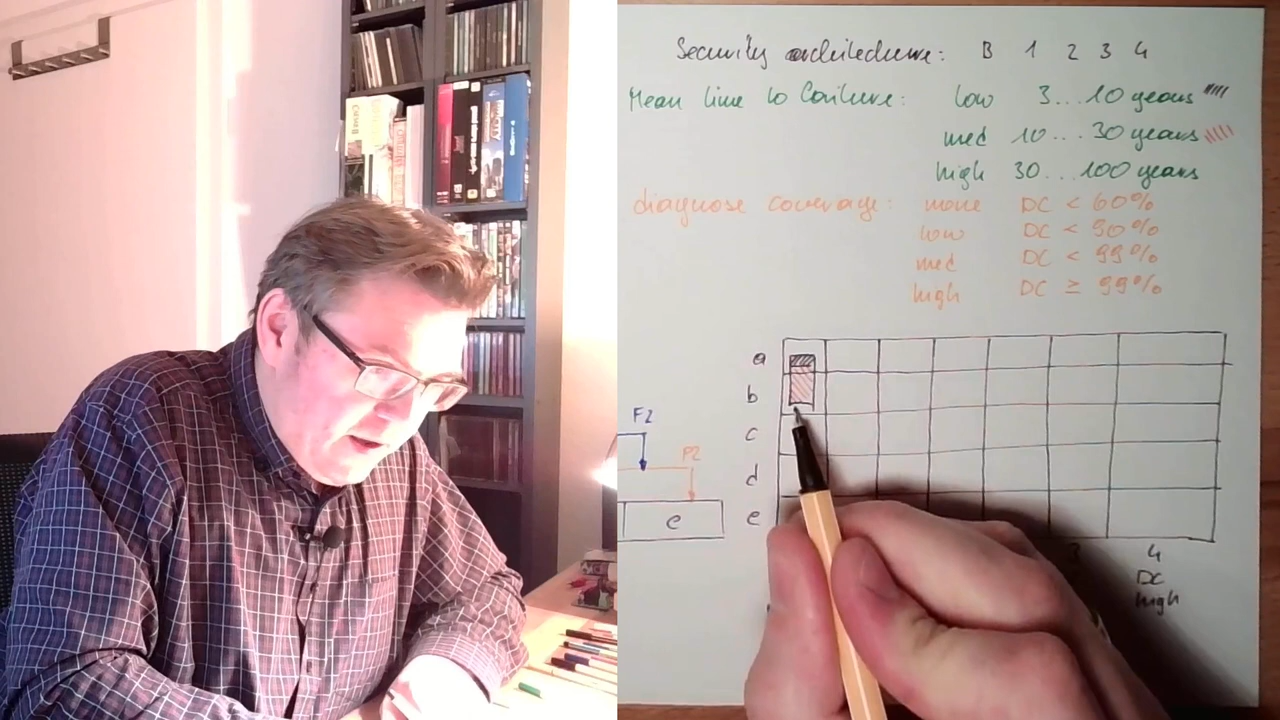 Security architecture: B 1 2 3 4
Mean time to failure: low 3...10 years
med 10...30 years
high 30...100 years
diagnose coverage: none DC < 60%
low DC < 90%
med DC < 99%
high DC ≥ 99%
a
b
F2
c
P2
d
e
e
3
4
DC
high